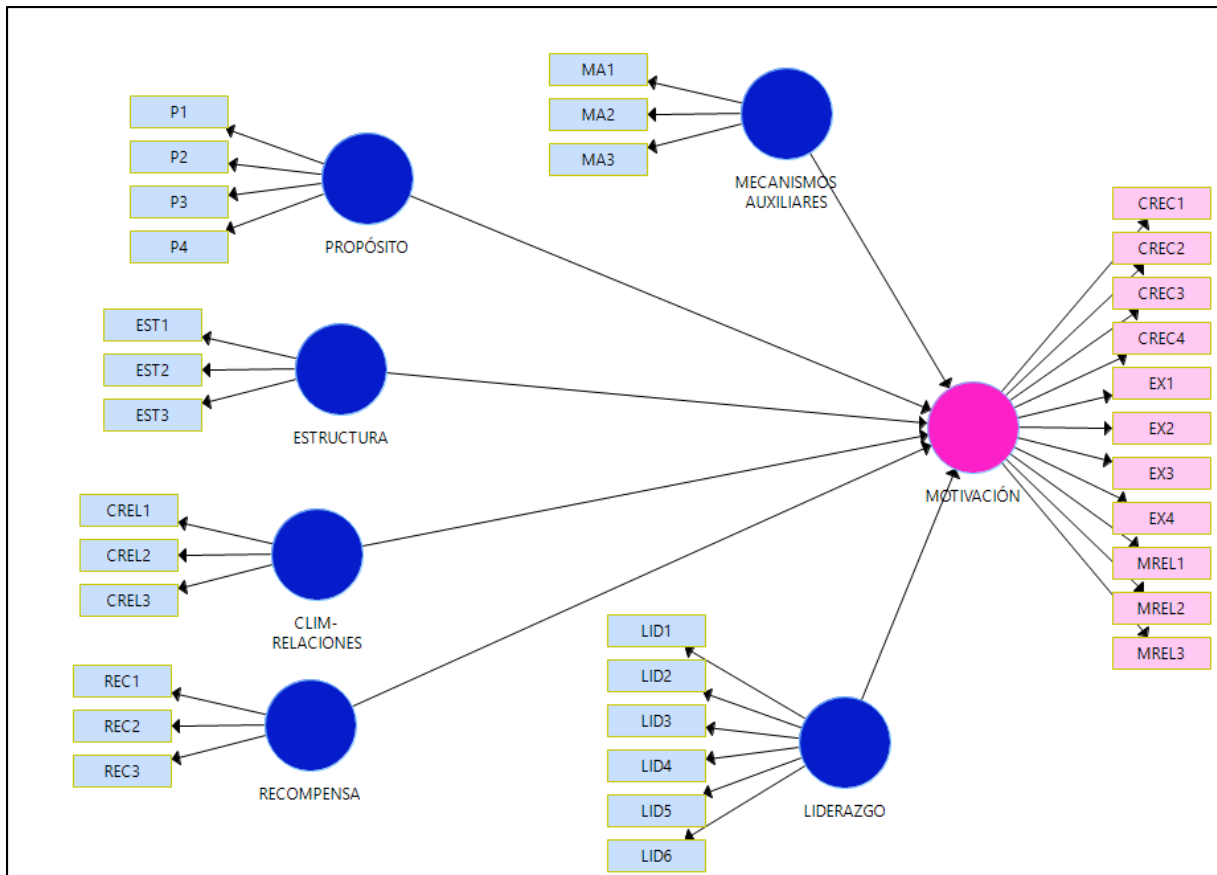 P1
P2
P3
P4
PROPÓSITO
MA1
MA2
MA3
MECANISMOS
AUXILIARES
EST1
EST2
EST3
ESTRUCTURA
CREL1
CREL2
CREL3
CLIM-
RELACIONES
REC1
REC2
REC3
RECOMPENSA
LID1
LID2
LID3
LID4
LID5
LID6
LIDERAZGO
MOTIVACIÓN
CREC1
CREC2
CREC3
CREC4
EX1
EX2
EX3
EX4
MREL1
MREL2
MREL3